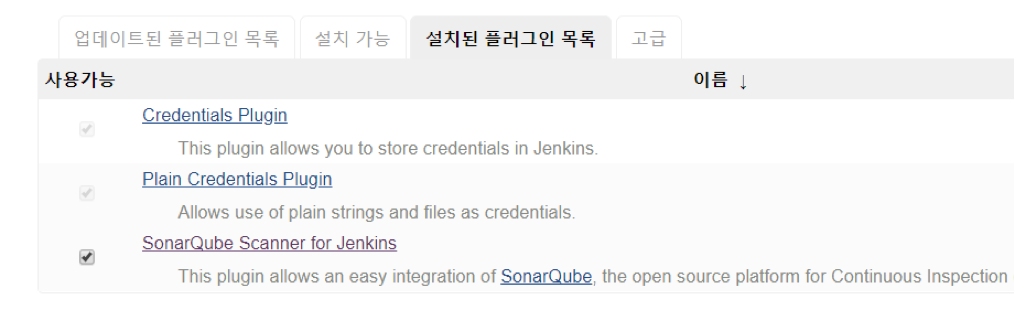 업데이트된 플러그인 목록 설치 가능 설치된 플러그인 목록 고급
사용가능 이름 ↓
Credentials Plugin
This plugin allows you to store credentials in Jenkins.
Plain Credentials Plugin
Allows use of plain strings and files as credentials.
SonarQube Scanner for Jenkins
This plugin allows an easy integration of SonarQube, the open source platform for Continuous Inspection